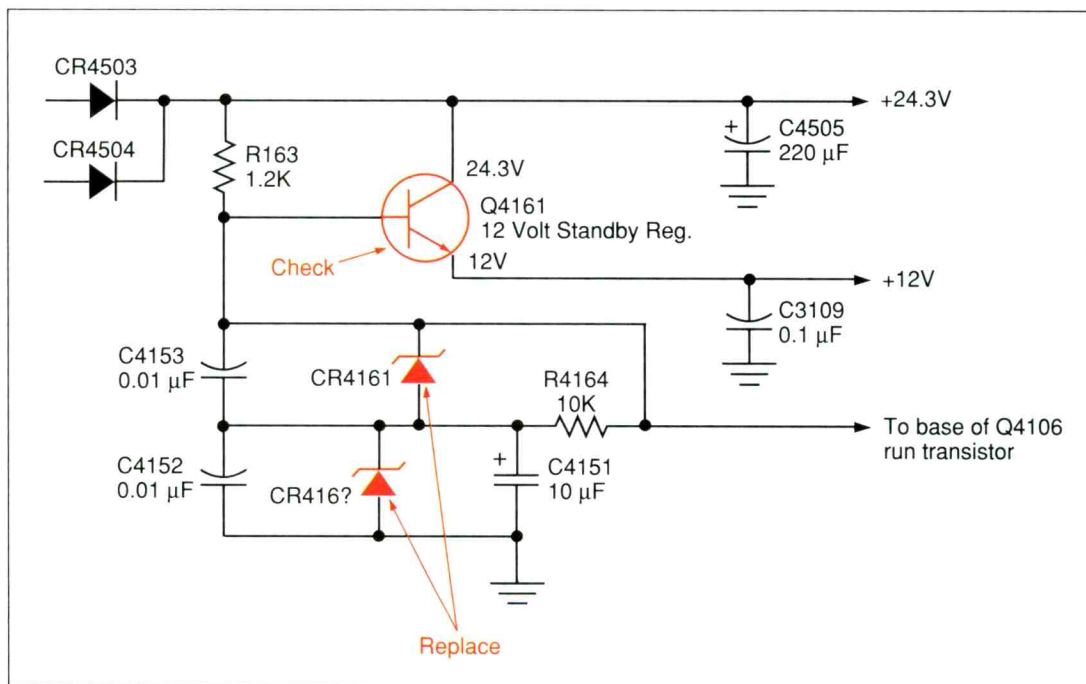 CR4503
CR4504
+24.3V
+
C4505
220 µF
R163
1.2K
24.3V
Q4161
12 Volt Standby Reg.
Check
12V
+12V
C3109
0.1 µF
C4153
0.01 µF
CR4161
R4164
10K
To base of Q4106
run transistor
C4152
0.01 µF
CR416?
+
C4151
10 µF
Replace